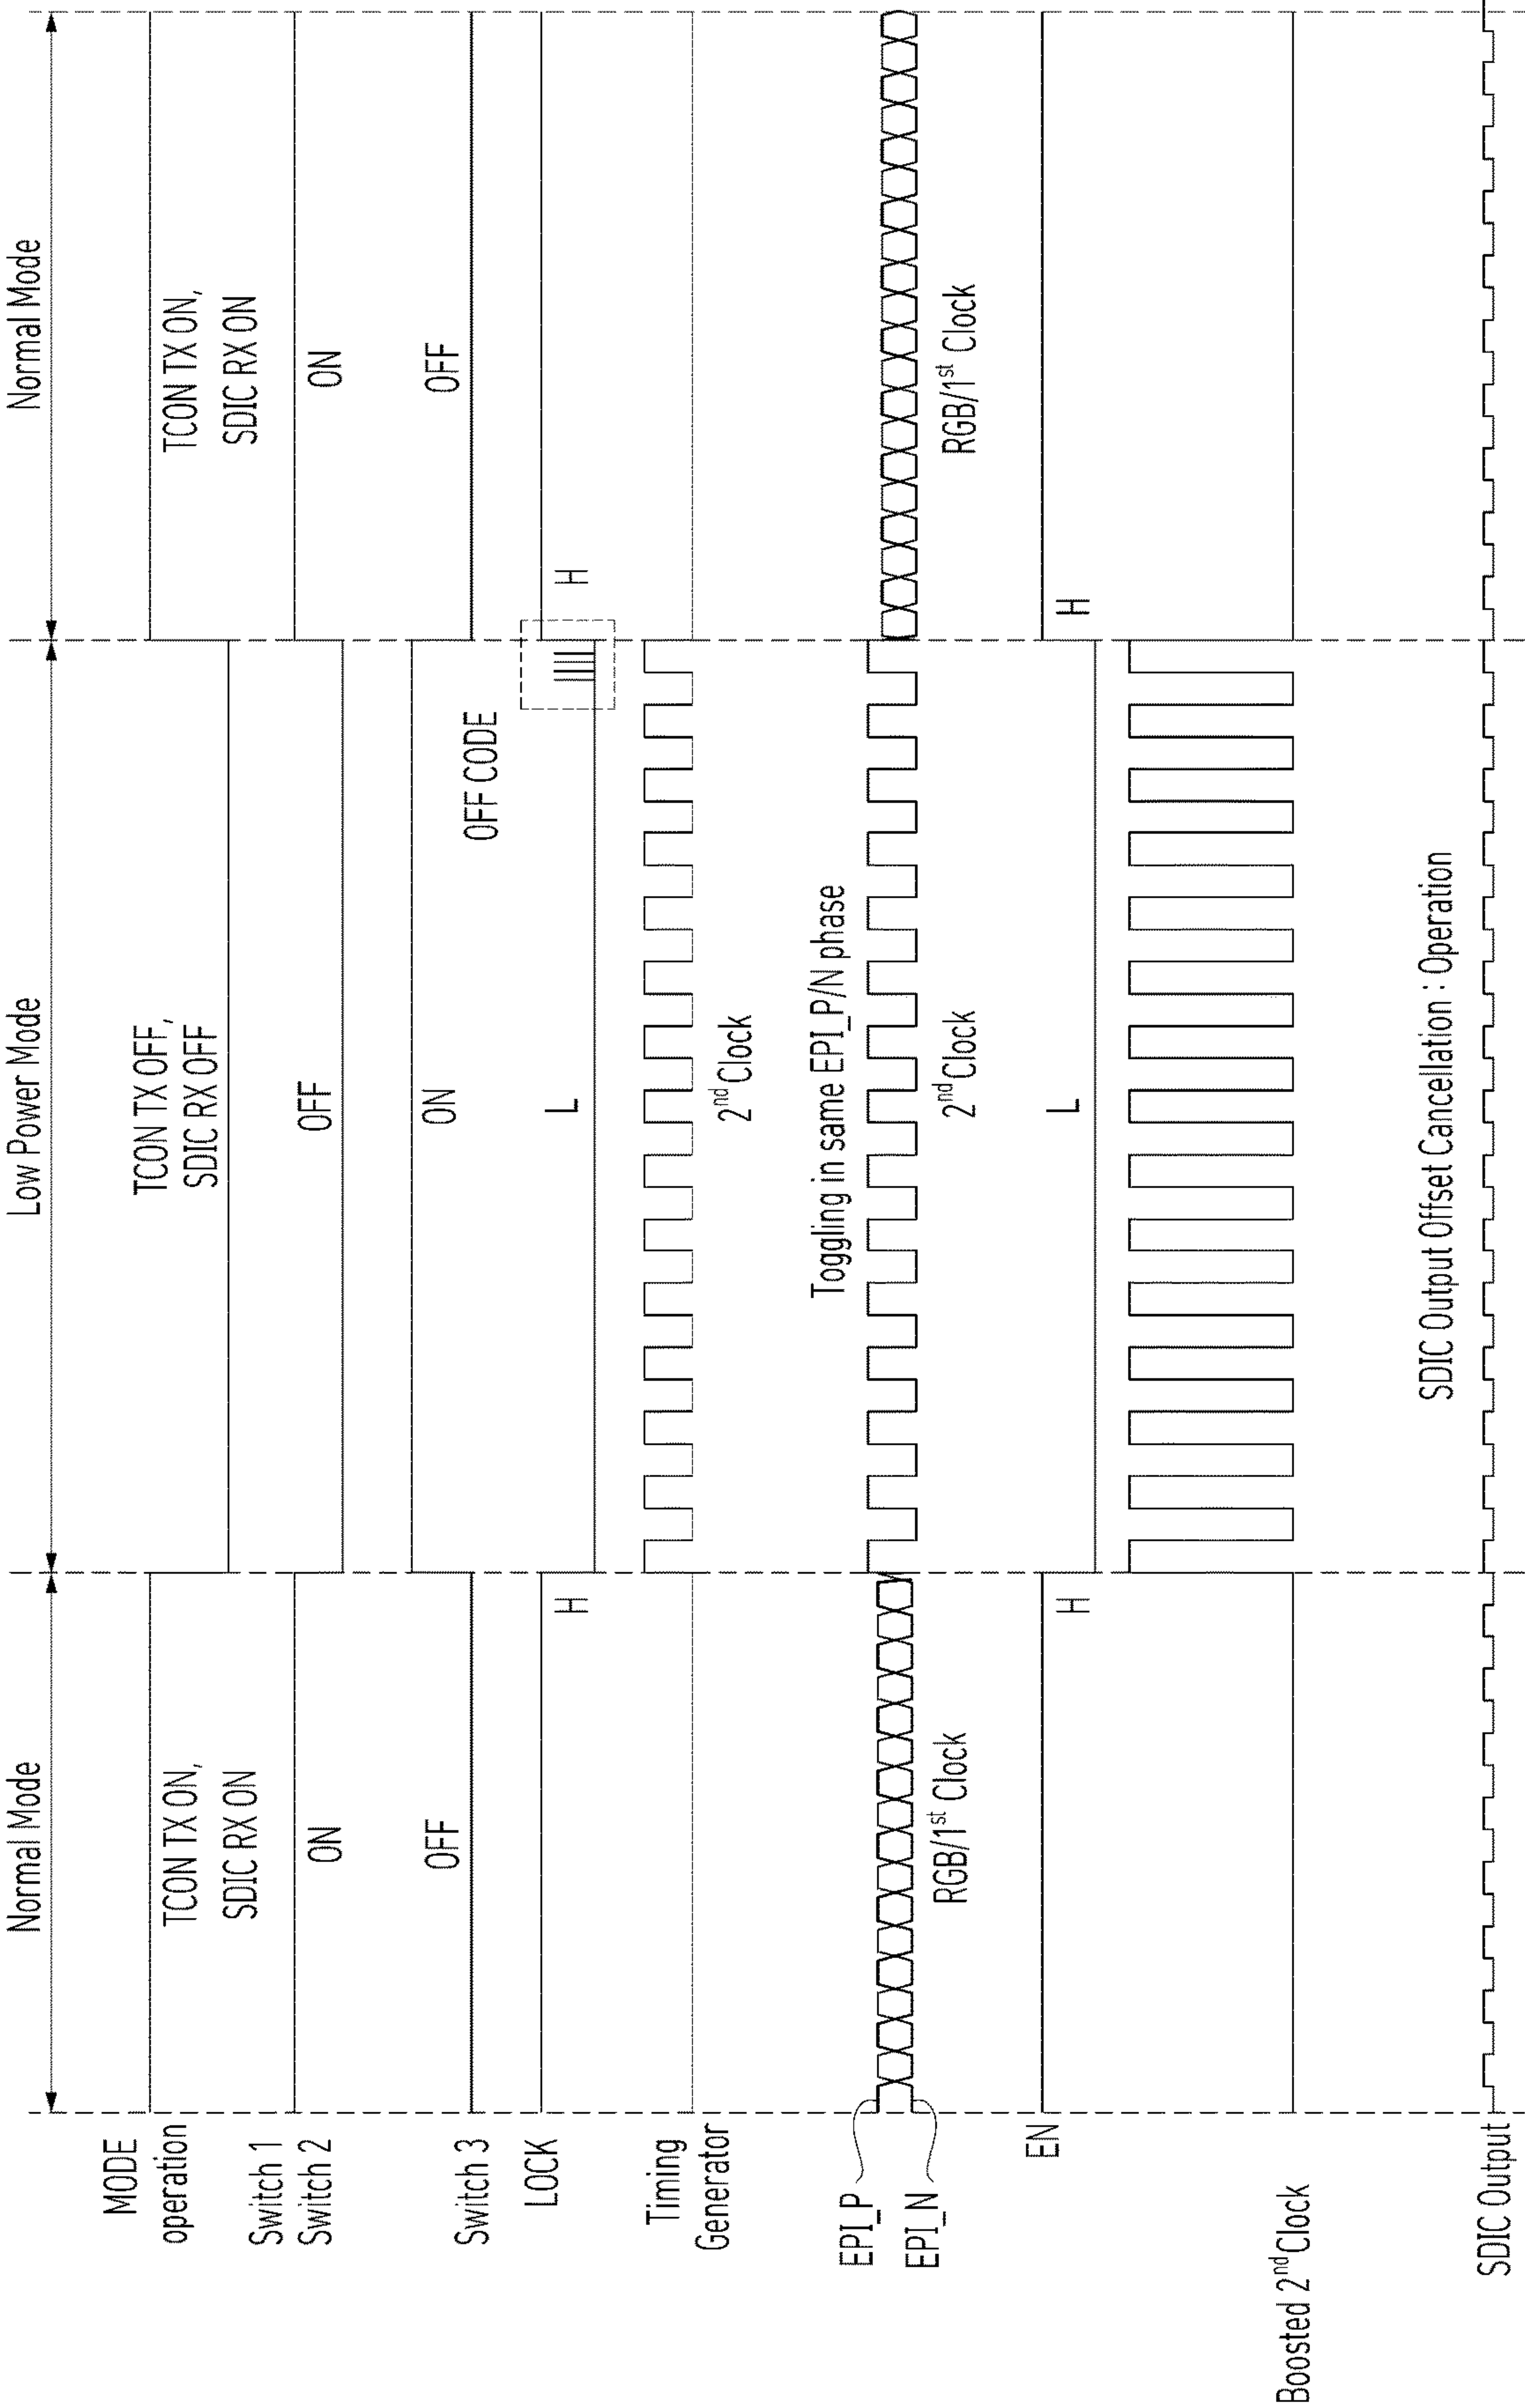 Normal Mode
Low Power Mode
Normal Mode
MODE
operation
TCON TX ON,
SDIC RX ON
TCON TX OFF,
SDIC RX OFF
TCON TX ON,
SDIC RX ON
Switch 1
Switch 2
ON
OFF
ON
Switch 3
OFF
ON
OFF
OFF CODE
LOCK
H
L
H
Timing
Generator
2nd Clock
Toggling in same EPI_P/N phase
EPI_P
EPI_N
RGB/1st Clock
2nd Clock
RGB/1st Clock
EN
H
L
H
Boosted 2nd Clock
SDIC Output Offset Cancellation : Operation
SDIC Output